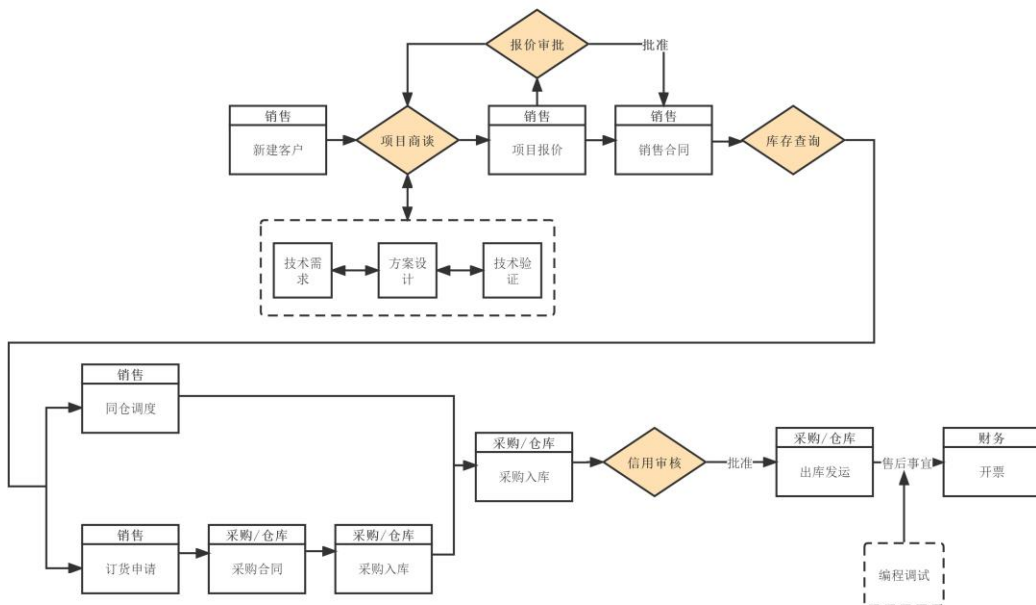 报价审批
批准
销售
新建客户
项目商谈
销售
项目报价
销售
销售合同
库存查询
技术需
求
方案设
计
技术验
证
销售
同仓调度
采购/仓库
采购入库
信用审核
批准
采购/仓库
出库发运
售后事宜
财务
开票
销售
订货申请
采购/仓库
采购合同
采购/仓库
采购入库
编程调试